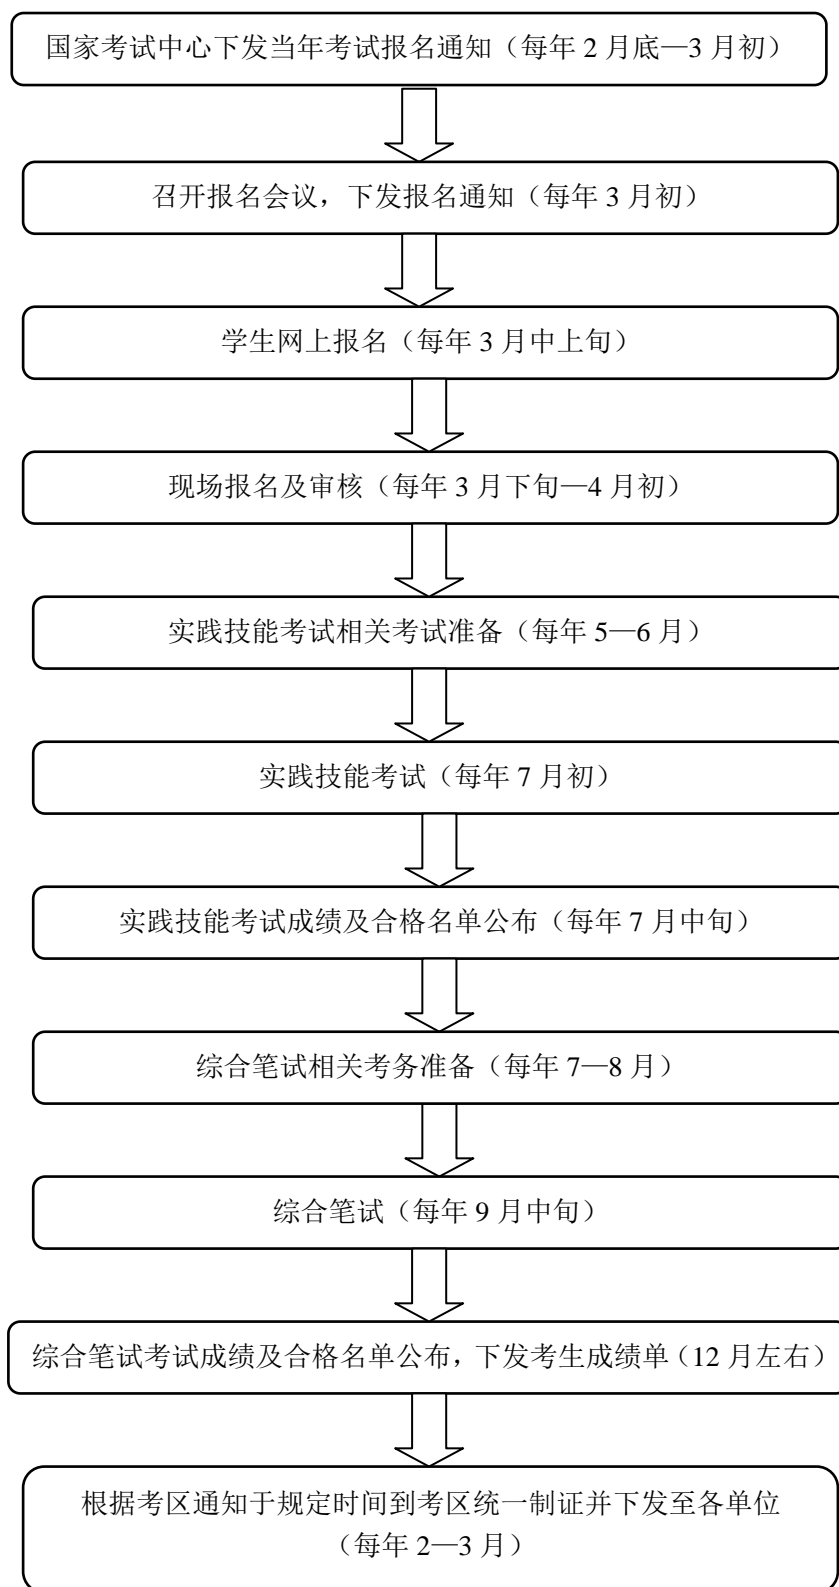 国家考试中心下发当年考试报名通知（每年 2 月底—3 月初）
召开报名会议，下发报名通知（每年 3 月初）
学生网上报名（每年 3 月中上旬）
现场报名及审核（每年 3 月下旬—4 月初）
实践技能考试相关考试准备（每年 5—6 月）
实践技能考试（每年 7 月初）
实践技能考试成绩及合格名单公布（每年 7 月中旬）
综合笔试相关考务准备（每年 7—8 月）
综合笔试（每年 9 月中旬）
综合笔试考试成绩及合格名单公布，下发考生成绩单（12 月左右）
根据考区通知于规定时间到考区统一制证并下发至各单位
（每年 2—3 月）